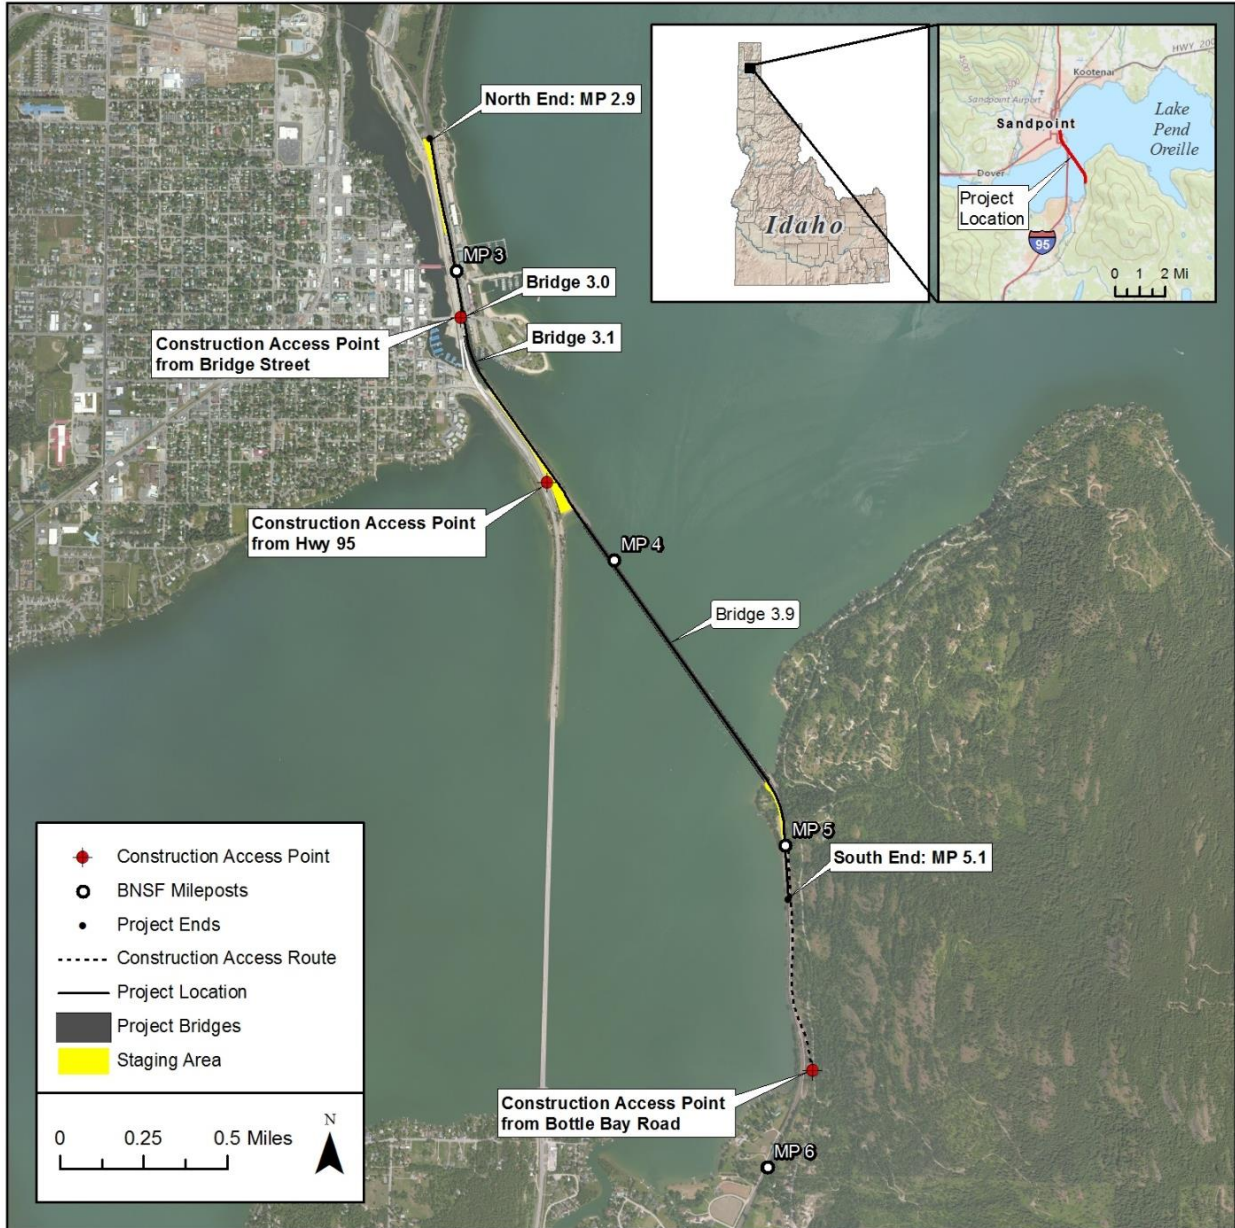 North End: MP 2.9
MP 3
Bridge 3.0
Construction Access Point
from Bridge Street
Bridge 3.1
Construction Access Point
from Hwy 95
MP 4
Bridge 3.9
MP 5
South End: MP 5.1
Construction Access Point
from Bottle Bay Road
MP 6
Idaho
HWY 200
4500
Kootenai
Sandpoint Airport
Sandpoint
Lake
Pend
Oreille
Dover
Project
Location
95
0 1 2 Mi
Construction Access Point
BNSF Mileposts
Project Ends
Construction Access Route
Project Location
Project Bridges
Staging Area
0 0.25 0.5 Miles
N